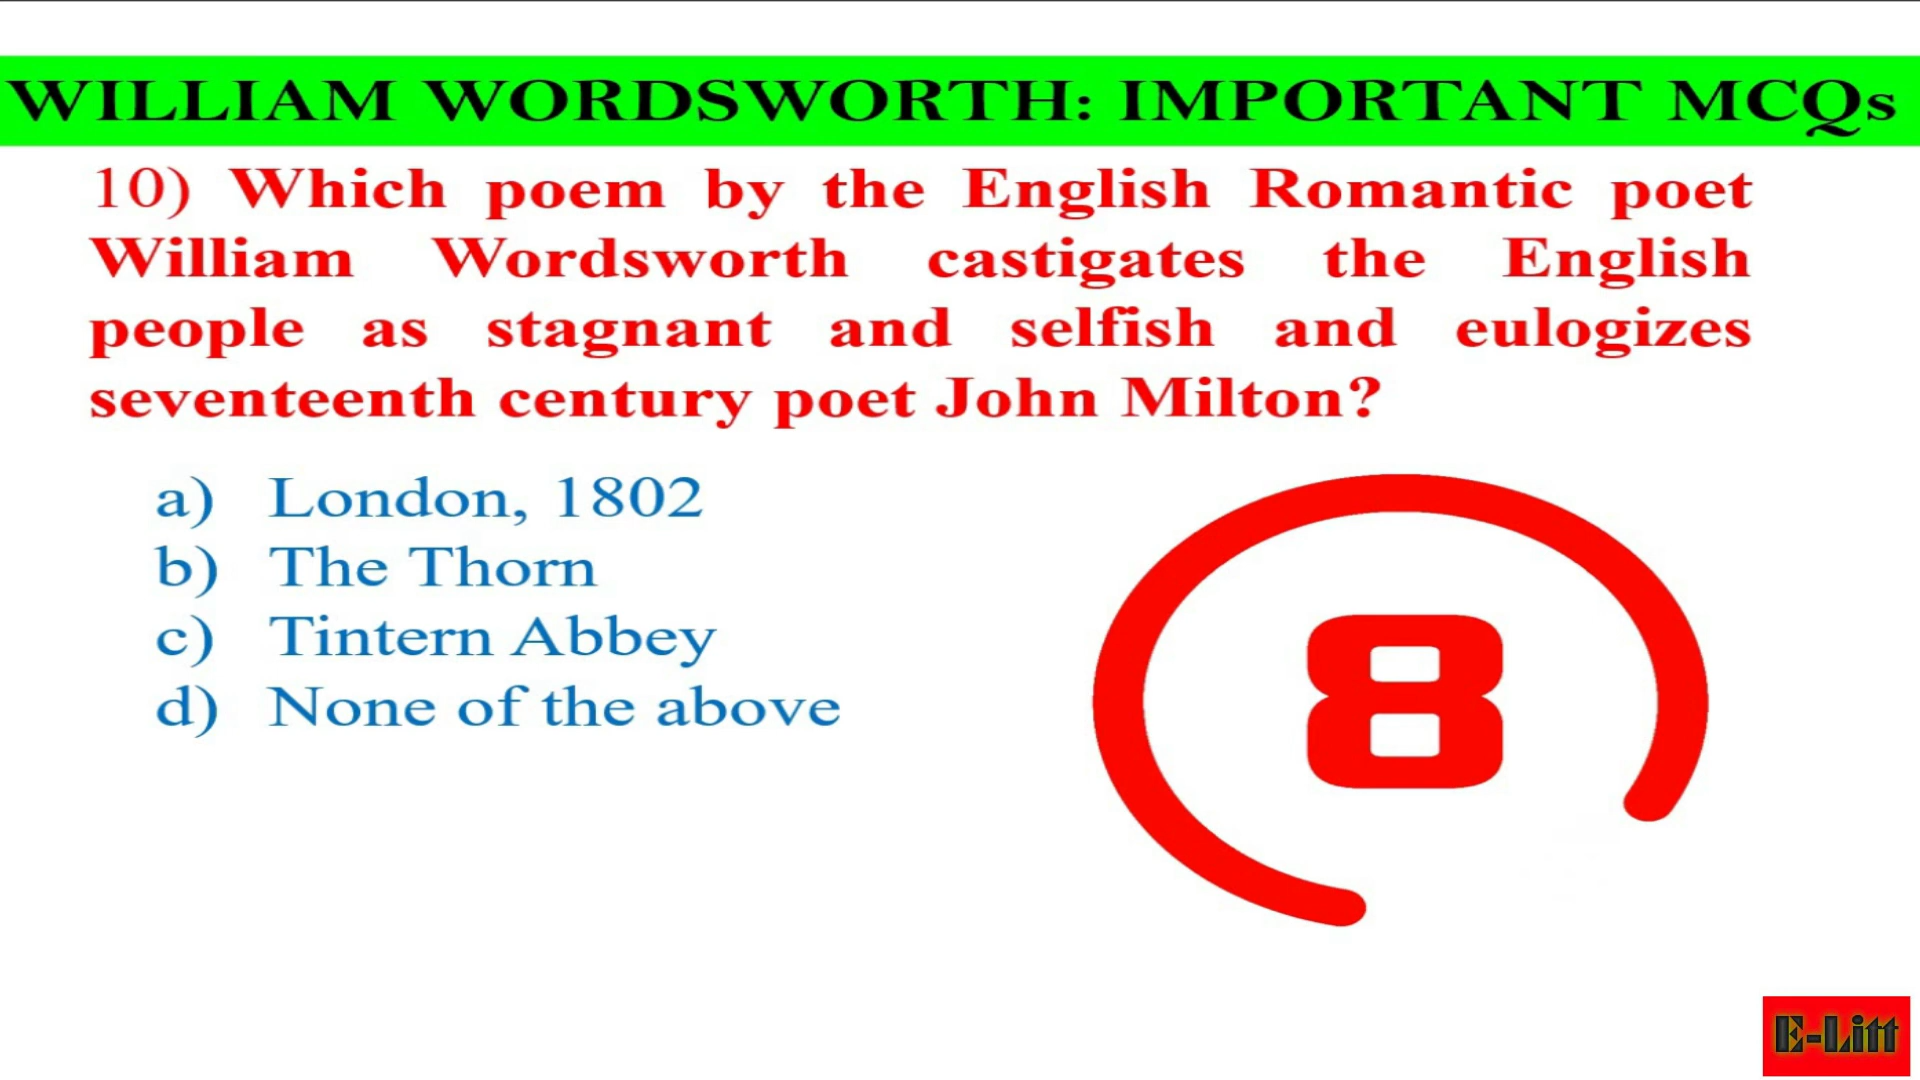 WILLIAM WORDSWORTH: IMPORTANT MCQs
10) Which poem by the English Romantic poet
William Wordsworth castigates the English
people as stagnant and selfish and eulogizes
seventeenth century poet John Milton?
a) London, 1802
b) The Thorn
c) Tintern Abbey
d) None of the above
8
E-Litt